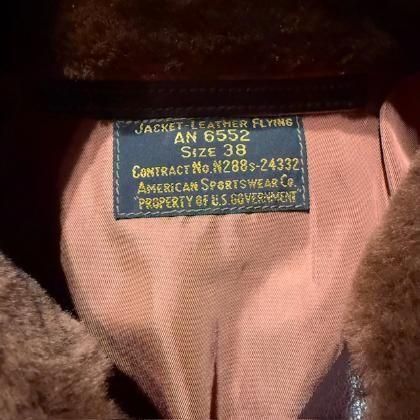 JACKET-LEATHER FLYING
AN 6552
SIZE 38
CONTRACT NO. N288s-24332
AMERICAN SPORTSWEAR CO.
"PROPERTY OF U.S. GOVERNMENT"